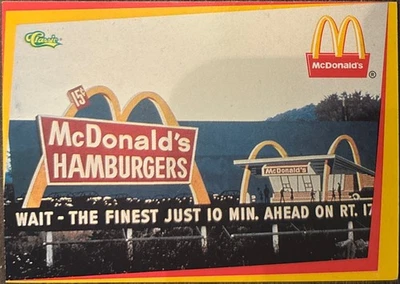 Classic
McDonald's
®
15¢
McDonald's
HAMBURGERS
McDonald's
WAIT - THE FINEST JUST 10 MIN. AHEAD ON RT. 17